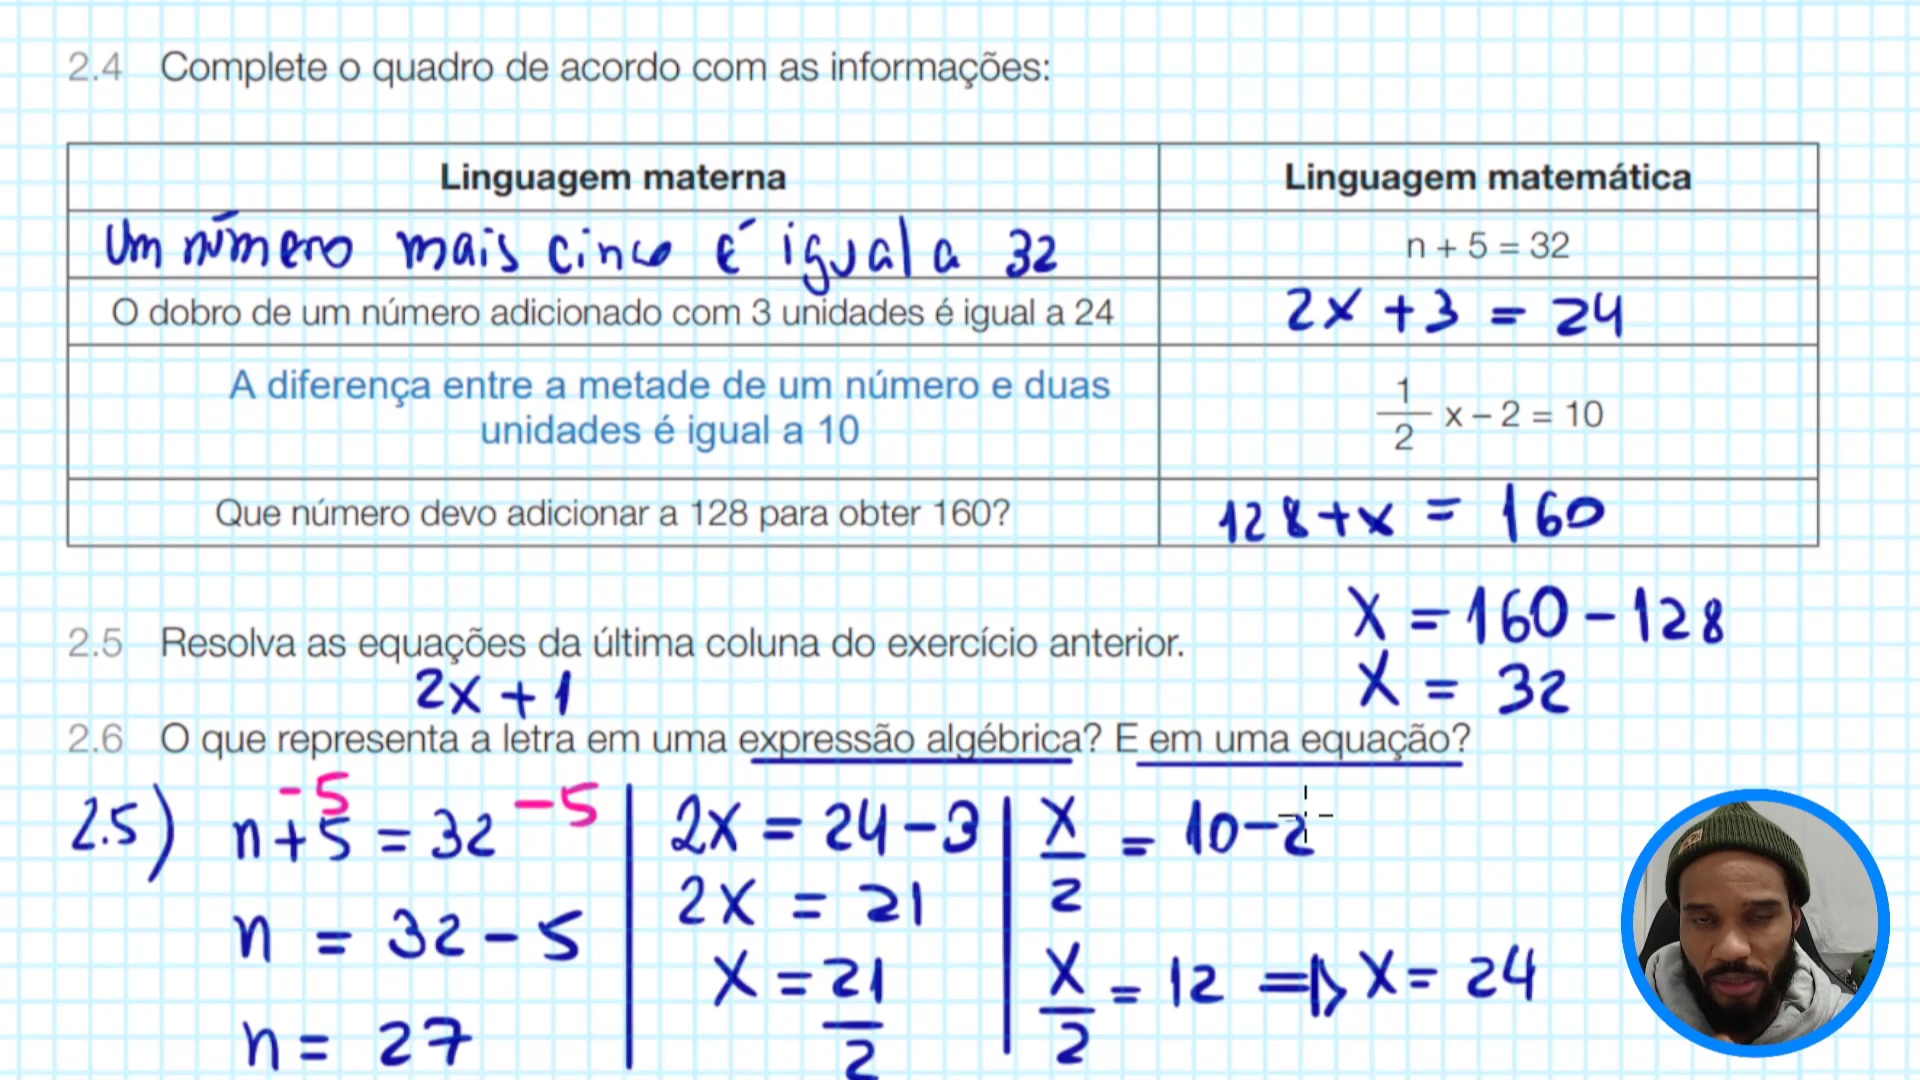 2.4 Complete o quadro de acordo com as informações:
Linguagem materna Linguagem matemática
Um número mais cinco é igual a 32 n + 5 = 32
O dobro de um número adicionado com 3 unidades é igual a 24 2x + 3 = 24
A diferença entre a metade de um número e duas
unidades é igual a 10
1/2 x – 2 = 10
Que número devo adicionar a 128 para obter 160? 128 + x = 160
x = 160 - 128
2.5 Resolva as equações da última coluna do exercício anterior.
x = 32
2x + 1
2.6 O que representa a letra em uma expressão algébrica? E em uma equação?
-5 -5
2.5) n + 5 = 32
n = 32 - 5
n = 27
2x = 24 - 3
2x = 21
x = 21/2
x/2 = 10 - 2
x/2 = 12 => x = 24